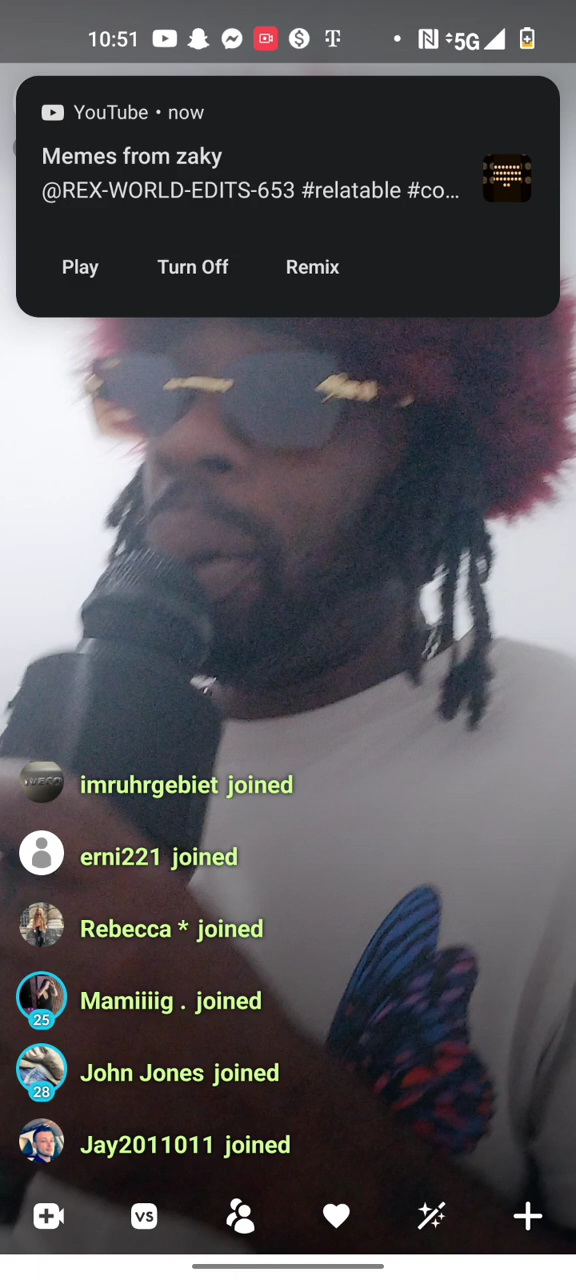 10:51
5G
YouTube • now
Memes from zaky
@REX-WORLD-EDITS-653 #relatable #co...
Play Turn Off Remix
imruhrgebiet joined
erni221 joined
Rebecca * joined
Mamiiiig . joined
25
John Jones joined
28
Jay2011011 joined
VS